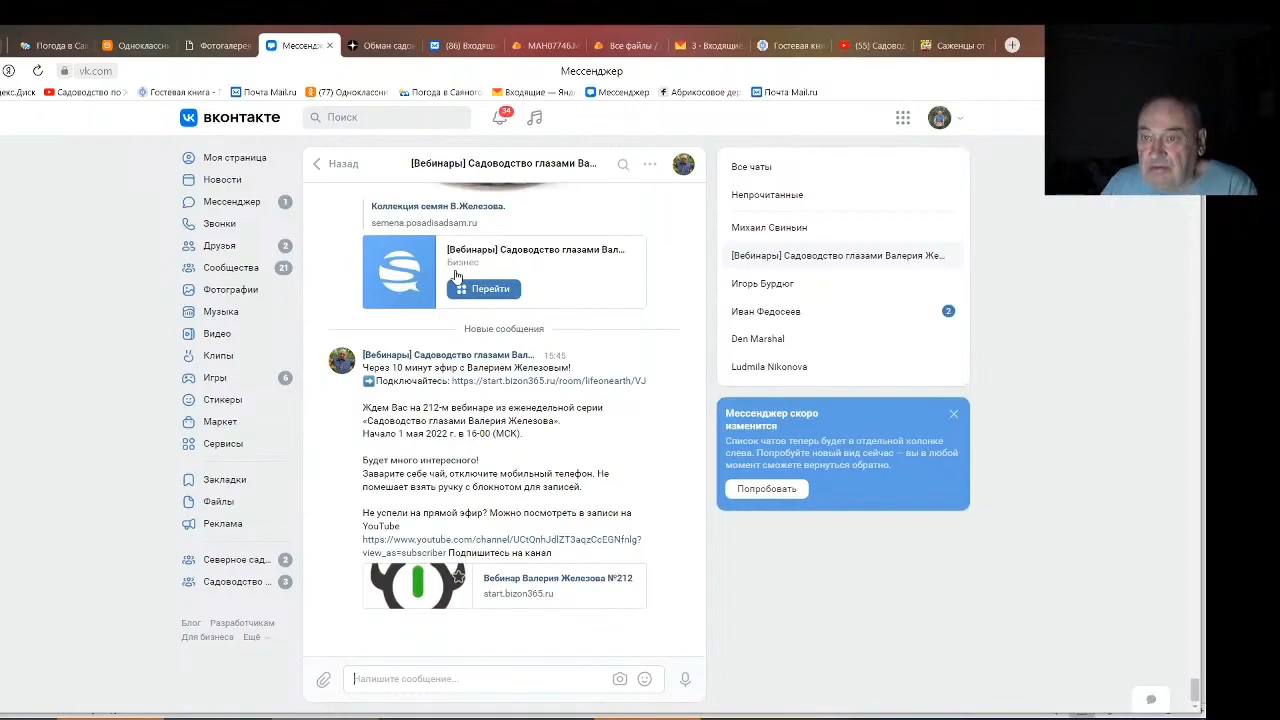 Погода в Сая
Одноклассн
Фотогалере
Мессендж
Обман садо
(86) Входящи
MAH07746.M
Все файлы /
3 · Входящие
Гостевая кни
(55) Садовод
Саженцы от
vk.com
Мессенджер
кс.Диск
Садоводство по
Гостевая книга -
Почта Mail.ru
(77) Одноклассни
Погода в Саяного
Входящие — Янд
Мессенджер
Абрикосовое дер
Почта Mail.ru
вконтакте
Поиск
34
Моя страница
Новости
Мессенджер 1
Звонки
Друзья 2
Сообщества 21
Фотографии
Музыка
Видео
Клипы
Игры 6
Стикеры
Маркет
Сервисы
Закладки
Файлы
Реклама
Северное сад... 2
Садоводство ... 3
Блог Разработчикам
Для бизнеса Ещё
Назад
[Вебинары] Садоводство глазами Ва...
Коллекция семян В.Железова.
semena.posadisadsam.ru
[Вебинары] Садоводство глазами Вал...
Бизнес
Перейти
Новые сообщения
[Вебинары] Садоводство глазами Вал... 15:45
Через 10 минут эфир с Валерием Железовым!
Подключайтесь: https://start.bizon365.ru/room/lifeonearth/VJ
Ждем Вас на 212-м вебинаре из еженедельной серии
«Садоводство глазами Валерия Железова».
Начало 1 мая 2022 г. в 16-00 (МСК).
Будет много интересного!
Заварите себе чай, отключите мобильный телефон. Не
помешает взять ручку с блокнотом для записей.
Не успели на прямой эфир? Можно посмотреть в записи на
YouTube
https://www.youtube.com/channel/UCtQnhJdlZT3aqzCcEGNfnlg?
view_as=subscriber Подпишитесь на канал
Вебинар Валерия Железова №212
start.bizon365.ru
Напишите сообщение...
Все чаты
Непрочитанные
Михаил Свиньин
[Вебинары] Садоводство глазами Валерия Же...
Игорь Бурдюг
Иван Федосеев 2
Den Marshal
Ludmila Nikonova
Мессенджер скоро
изменится
Список чатов теперь будет в отдельной колонке
слева. Попробуйте новый вид сейчас — вы в любой
момент сможете вернуться обратно.
Попробовать